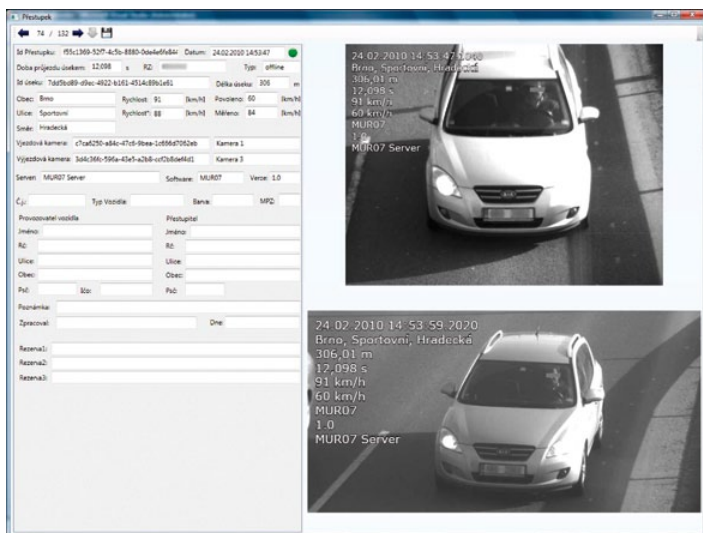 Přestupek
74 / 132
Id Přestupku: f55c1369-52f7-4c5b-8880-0de4e6fe844 Datum: 24.02.2010 14:53:47
Doba průjezdu úsekem: 12,098 s RZ: Typ: offline
Id úseku: 7dd5bd89-d9ec-4922-b161-4514c89b1e61 Délka úseku: 306 m
Obec: Brno Rychlost: 91 [km/h] Povoleno: 60 [km/h]
Ulice: Sportovní Rychlost*: 88 [km/h] Měřeno: 84 [km/h]
Směr: Hradecká
Vjezdová kamera: c7ca6250-a84c-47c6-9bea-1c696d7062eb Kamera 1
Výjezdová kamera: 3d4c36fc-596a-43e5-a2b8-ccf2b8de6f4d1 Kamera 3
Server: MUR07 Server Software: MUR07 Verze: 1.0
Č.j.: Typ Vozidla: Barva: MPZ:
Provozovatel vozidla Přestupitel
Jméno: Jméno:
Rč: Rč:
Ulice: Ulice:
Obec: Obec:
Psč: Ičo: Psč:
Poznámka:
Zpracoval: Dne:
Rezerva1:
Rezerva2:
Rezerva3:
24 02 2010 14 53 47
Brno, Sportovní, Hradecká
306,01 m
12,098 s
91 km/h
60 km/h
MUR07
1.0
MUR07 Server
24 02 2010 14 53 59 2020
Brno, Sportovní, Hradecká
306,01 m
12,098 s
91 km/h
60 km/h
MUR07
1.0
MUR07 Server